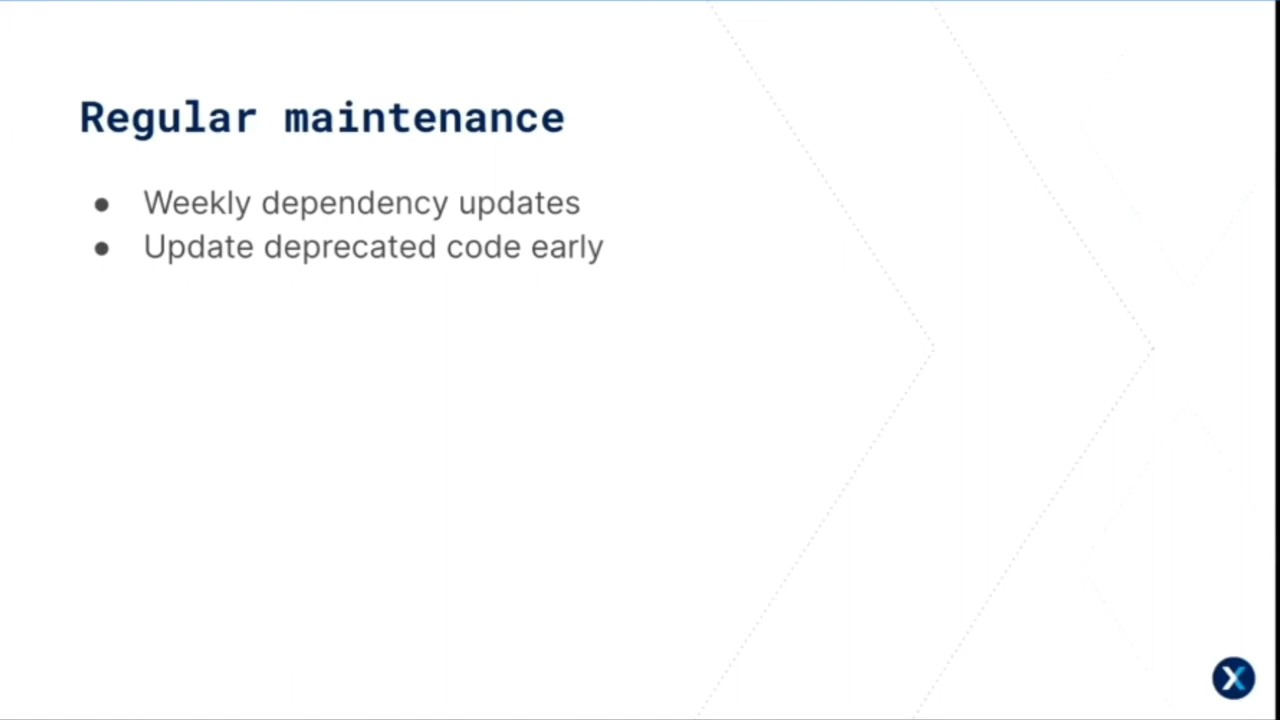 Regular maintenance
● Weekly dependency updates
● Update deprecated code early